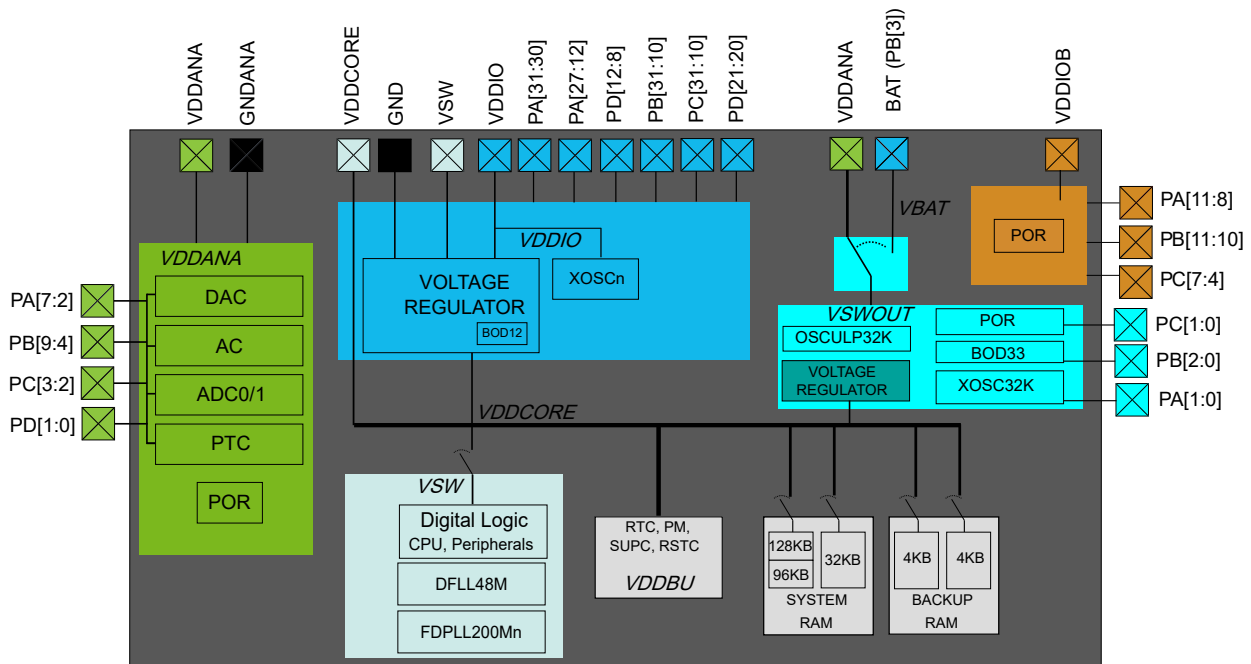 VDDANA
GNDANA
VDDCORE
GND
VSW
VDDIO
PA[31:30]
PA[27:12]
PD[12:8]
PB[31:10]
PC[31:10]
PD[21:20]
VDDANA
BAT (PB[3])
VDDIOB
PA[7:2]
PB[9:4]
PC[3:2]
PD[1:0]
VDDANA
DAC
AC
ADC0/1
PTC
POR
VDDIO
VOLTAGE
REGULATOR
BOD12
XOSCn
VBAT
POR
PA[11:8]
PB[11:10]
PC[7:4]
VSWOUT
OSCULP32K
VOLTAGE
REGULATOR
POR
BOD33
XOSC32K
PC[1:0]
PB[2:0]
PA[1:0]
VDDCORE
VSW
Digital Logic
CPU, Peripherals
DFLL48M
FDPLL200Mn
RTC, PM,
SUPC, RSTC
VDDBU
128KB
96KB
32KB
SYSTEM
RAM
4KB
4KB
BACKUP
RAM